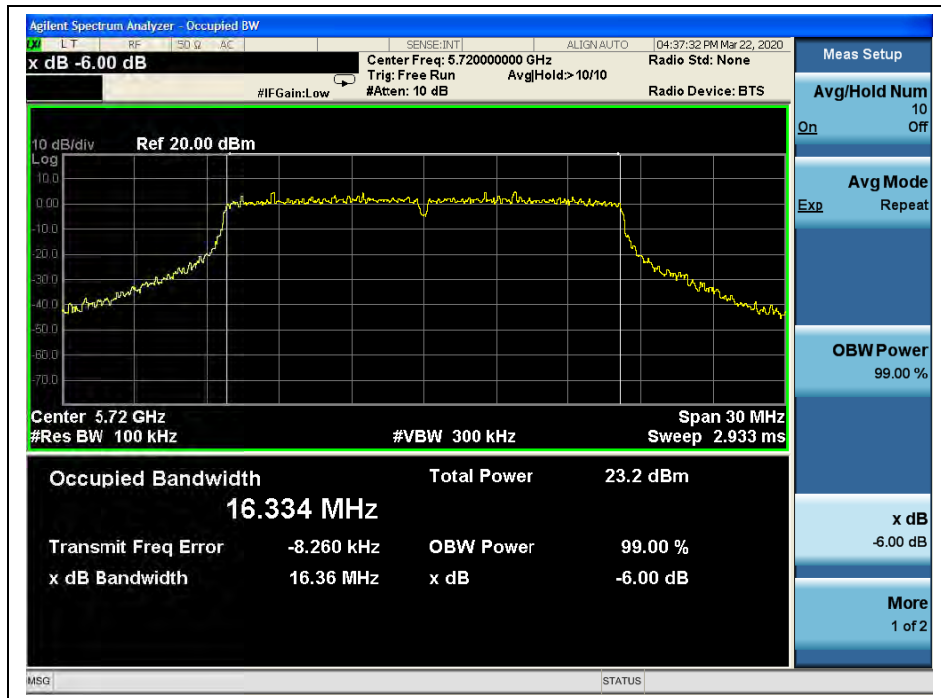 Agilent Spectrum Analyzer - Occupied BW
LXI L T RF 50 Ω AC SENSE:INT ALIGN AUTO 04:37:32 PM Mar 22, 2020
x dB -6.00 dB Center Freq: 5.720000000 GHz Radio Std: None
Trig: Free Run Avg|Hold:> 10/10
#IFGain:Low #Atten: 10 dB Radio Device: BTS
10 dB/div Ref 20.00 dBm
Log
10.0
0.00
-10.0
-20.0
-30.0
-40.0
-50.0
-60.0
-70.0
Center 5.72 GHz Span 30 MHz
#Res BW 100 kHz #VBW 300 kHz Sweep 2.933 ms
Occupied Bandwidth Total Power 23.2 dBm
16.334 MHz
Transmit Freq Error -8.260 kHz OBW Power 99.00 %
x dB Bandwidth 16.36 MHz x dB -6.00 dB
Meas Setup
Avg/Hold Num
10
On Off
Avg Mode
Exp Repeat
OBW Power
99.00 %
x dB
-6.00 dB
More
1 of 2
MSG STATUS